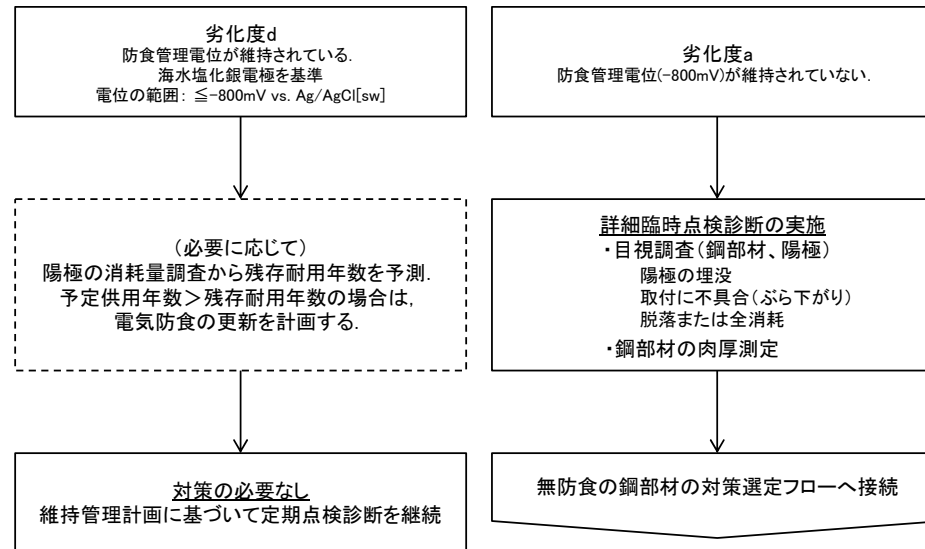 劣化度d
防食管理電位が維持されている.
海水塩化銀電極を基準
電位の範囲: ≦-800mV vs. Ag/AgCl[sw]
(必要に応じて)
陽極の消耗量調査から残存耐用年数を予測.
予定供用年数>残存耐用年数の場合は,
電気防食の更新を計画する.
対策の必要なし
維持管理計画に基づいて定期点検診断を継続
劣化度a
防食管理電位(-800mV)が維持されていない.
詳細臨時点検診断の実施
・目視調査(鋼部材、陽極)
陽極の埋没
取付に不具合(ぶら下がり)
脱落または全消耗
・鋼部材の肉厚測定
無防食の鋼部材の対策選定フローへ接続